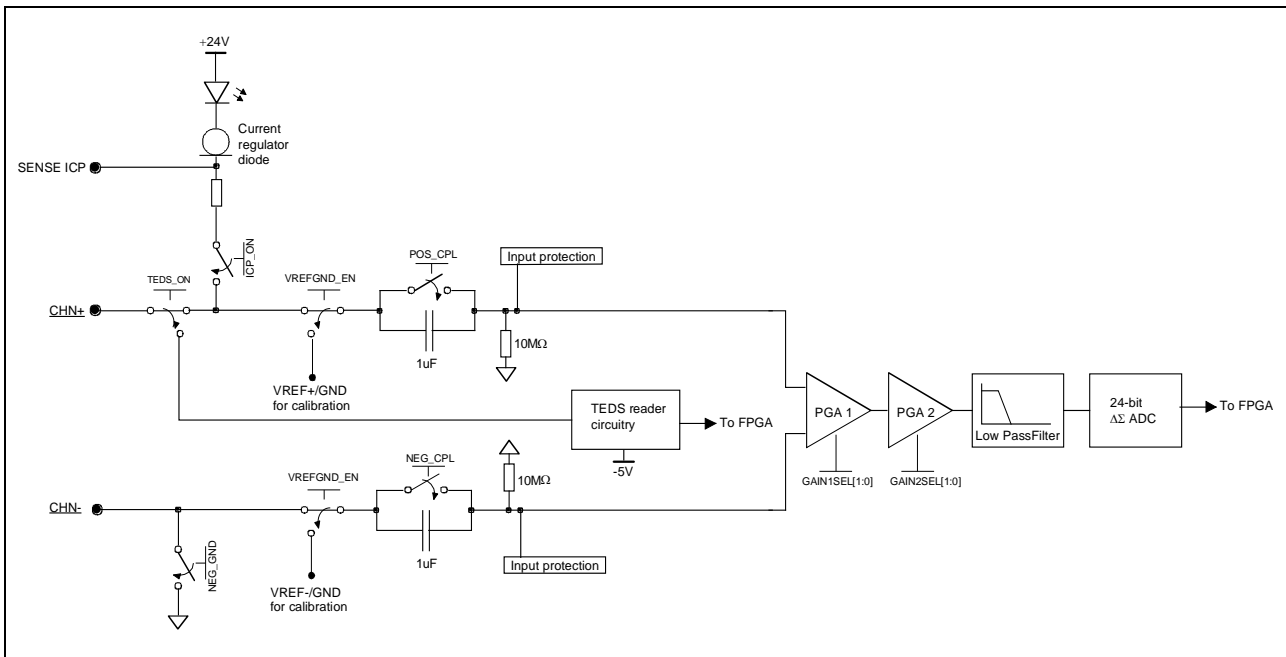 +24V
Current
regulator
diode
SENSE ICP
ICP_ON
TEDS_ON
VREFGND_EN
POS_CPL
Input protection
CHN+
1uF
10MΩ
VREF+/GND
for calibration
TEDS reader
circuitry
To FPGA
-5V
PGA 1
PGA 2
Low PassFilter
24-bit
ΔΣ ADC
To FPGA
GAIN1SEL[1:0]
GAIN2SEL[1:0]
VREFGND_EN
NEG_CPL
10MΩ
CHN-
1uF
Input protection
NEG_GND
VREF-/GND
for calibration